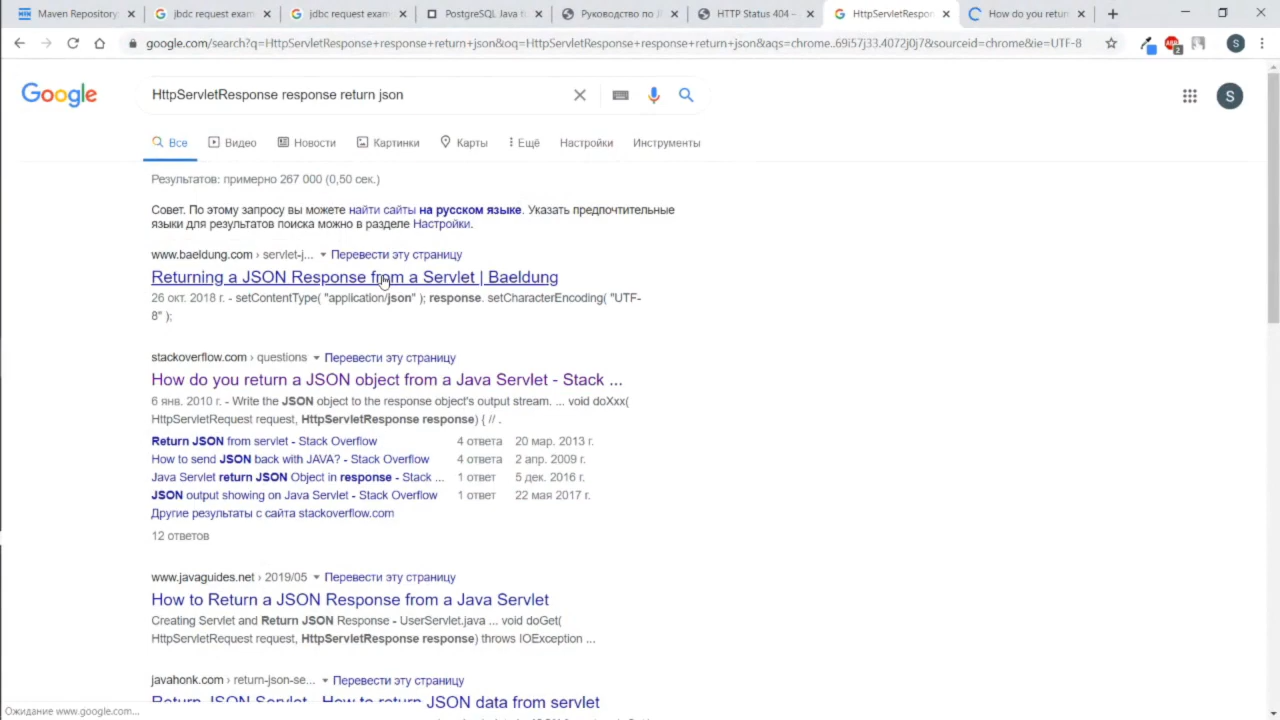 Maven Repository:
jbdc request exam
jdbc request exam
PostgreSQL Java tu
Руководство по JD
HTTP Status 404 –
HttpServletRespon
How do you return
google.com/search?q=HttpServletResponse+response+return+json&oq=HttpServletResponse+response+return+json&aqs=chrome..69i57j33.4072j0j7&sourceid=chrome&ie=UTF-8
ABP
2
S
Google
HttpServletResponse response return json
S
Все
Видео
Новости
Картинки
Карты
Ещё
Настройки
Инструменты
Результатов: примерно 267 000 (0,50 сек.)
Совет. По этому запросу вы можете найти сайты на русском языке. Указать предпочтительные
языки для результатов поиска можно в разделе Настройки.
www.baeldung.com › servlet-j... ▾ Перевести эту страницу
Returning a JSON Response from a Servlet | Baeldung
26 окт. 2018 г. - setContentType( "application/json" ); response. setCharacterEncoding( "UTF-
8" );
stackoverflow.com › questions ▾ Перевести эту страницу
How do you return a JSON object from a Java Servlet - Stack ...
6 янв. 2010 г. - Write the JSON object to the response object's output stream. ... void doXxx(
HttpServletRequest request, HttpServletResponse response) { // .
Return JSON from servlet - Stack Overflow 4 ответа 20 мар. 2013 г.
How to send JSON back with JAVA? - Stack Overflow 4 ответа 2 апр. 2009 г.
Java Servlet return JSON Object in response - Stack ... 1 ответ 5 дек. 2016 г.
JSON output showing on Java Servlet - Stack Overflow 1 ответ 22 мая 2017 г.
Другие результаты с сайта stackoverflow.com
12 ответов
www.javaguides.net › 2019/05 ▾ Перевести эту страницу
How to Return a JSON Response from a Java Servlet
Creating Servlet and Return JSON Response - UserServlet.java ... void doGet(
HttpServletRequest request, HttpServletResponse response) throws IOException ...
javahonk.com › return-json-se... ▾ Перевести эту страницу
Return JSON Servlet - How to return JSON data from servlet
Ожидание www.google.com...